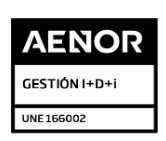 AENOR
GESTIÓN I+D+i
UNE 166002